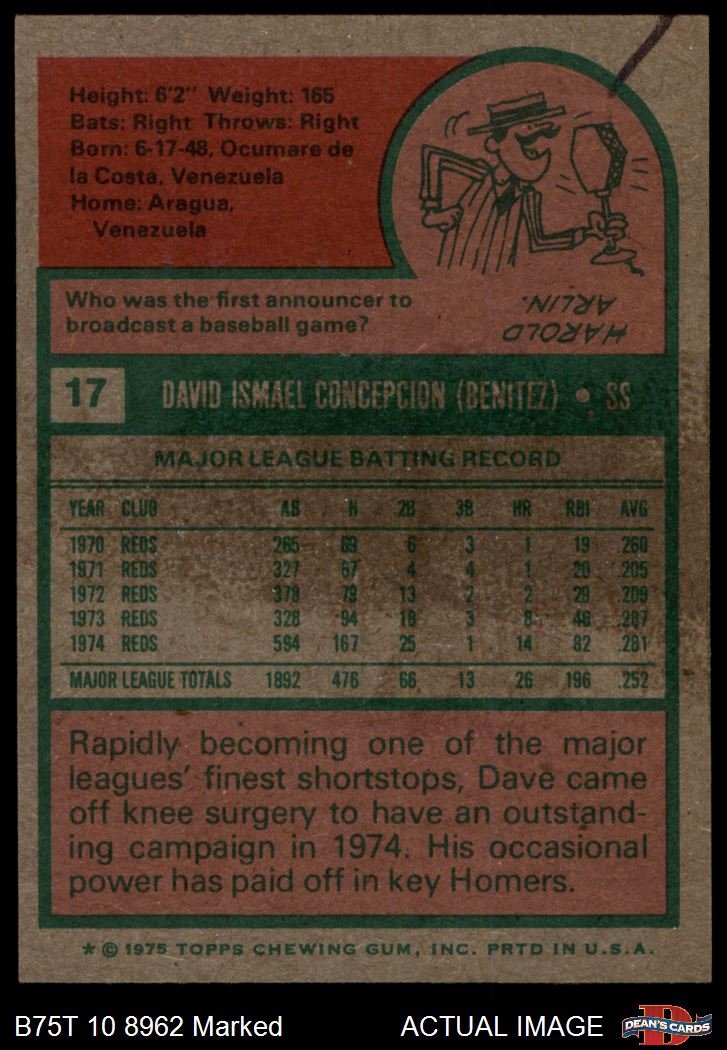 Height: 6'2" Weight: 165
Bats: Right Throws: Right
Born: 6-17-48, Ocumare de
la Costa, Venezuela
Home: Aragua,
Venezuela
Who was the first announcer to
broadcast a baseball game?
HAROLD
ARLIN.
17 DAVID ISMAEL CONCEPCION (BENITEZ) • SS
MAJOR LEAGUE BATTING RECORD
YEAR CLUB AB H 2B 3B HR RBI AVG
1970 REDS 265 69 6 3 1 19 .260
1971 REDS 327 67 4 4 1 20 .205
1972 REDS 378 79 13 2 2 29 .209
1973 REDS 328 94 18 3 8 46 .287
1974 REDS 594 167 25 1 14 82 .281
MAJOR LEAGUE TOTALS 1892 476 66 13 26 196 .252
Rapidly becoming one of the major
leagues' finest shortstops, Dave came
off knee surgery to have an outstand-
ing campaign in 1974. His occasional
power has paid off in key Homers.
* © 1975 TOPPS CHEWING GUM, INC. PRTD IN U.S.A.
B75T 10 8962 Marked ACTUAL IMAGE DEAN'S CARDS